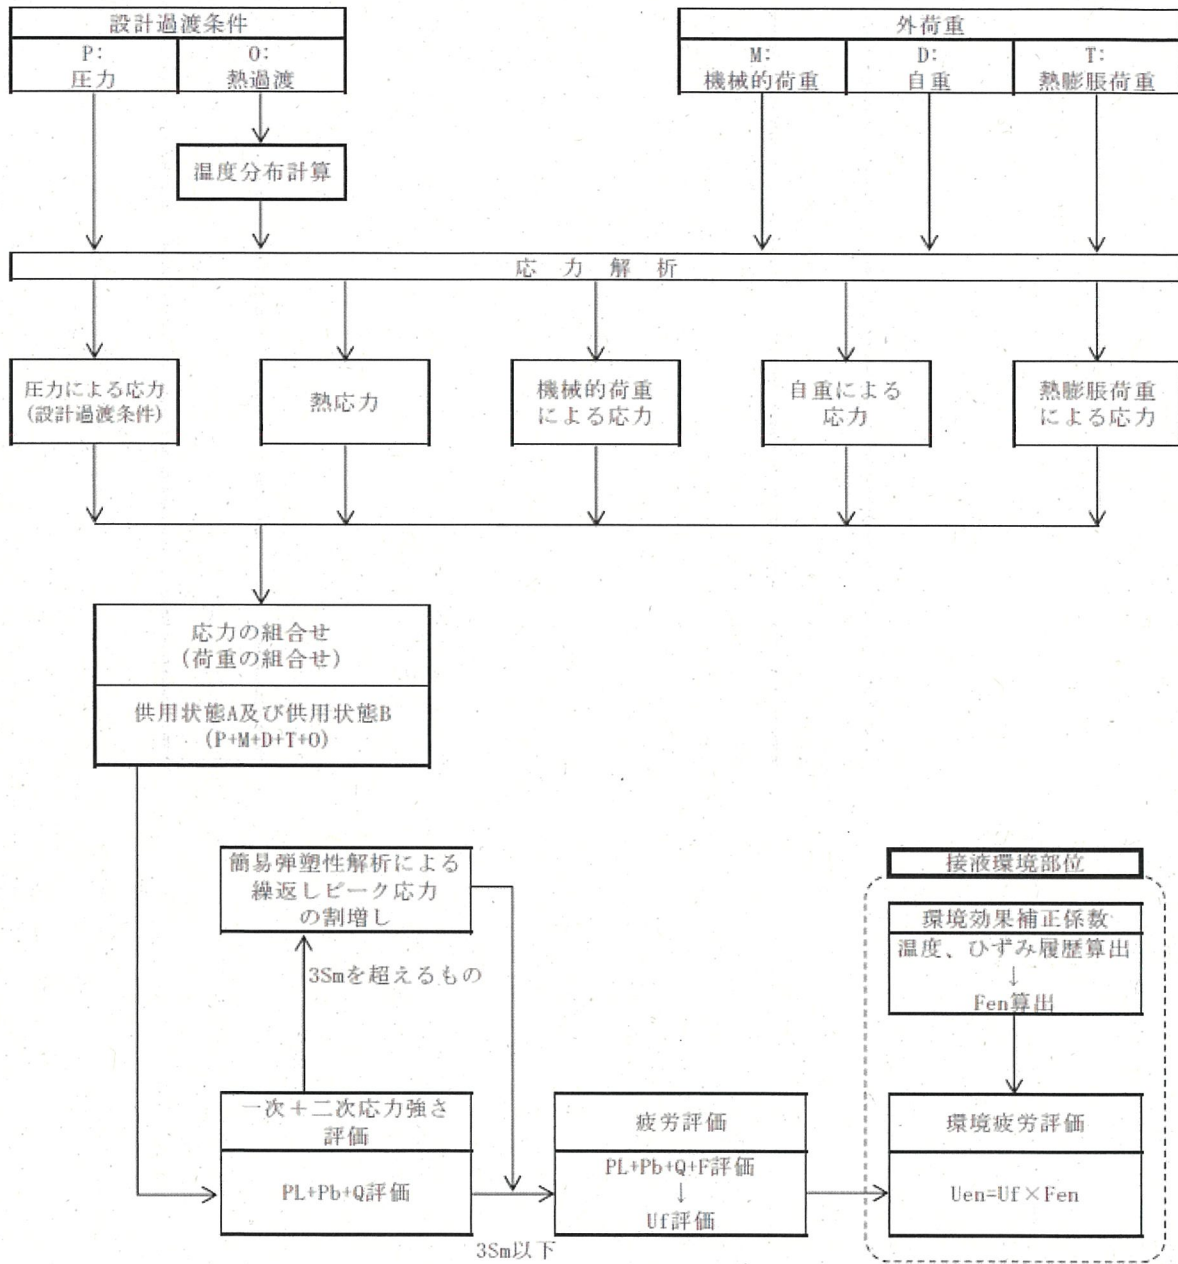 設計過渡条件
P:
圧力
O:
熱過渡
外荷重
M:
機械的荷重
D:
自重
T:
熱膨脹荷重
温度分布計算
応力解析
圧力による応力
(設計過渡条件)
熱応力
機械的荷重
による応力
自重による
応力
熱膨脹荷重
による応力
応力の組合せ
(荷重の組合せ)
供用状態A及び供用状態B
(P+M+D+T+O)
簡易弾塑性解析による
繰返しピーク応力
の割増し
3Smを超えるもの
一次+二次応力強さ
評価
PL+Pb+Q評価
3Sm以下
疲労評価
PL+Pb+Q+F評価
↓
Uf評価
接液環境部位
環境効果補正係数
温度、ひずみ履歴算出
↓
Fen算出
環境疲労評価
Uen=Uf×Fen